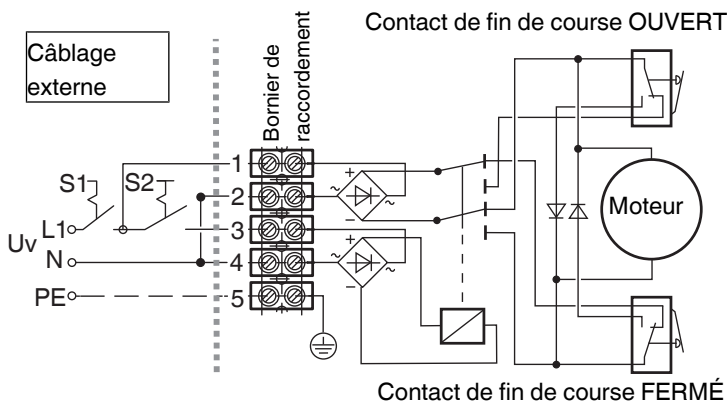 Contact de fin de course OUVERT
Câblage
externe
Bornier de
raccordement
1
S1
S2
2
L1
3
Uv
N
4
PE
5
+
~
~
–
+
~
~
–
Moteur
Contact de fin de course FERMÉ